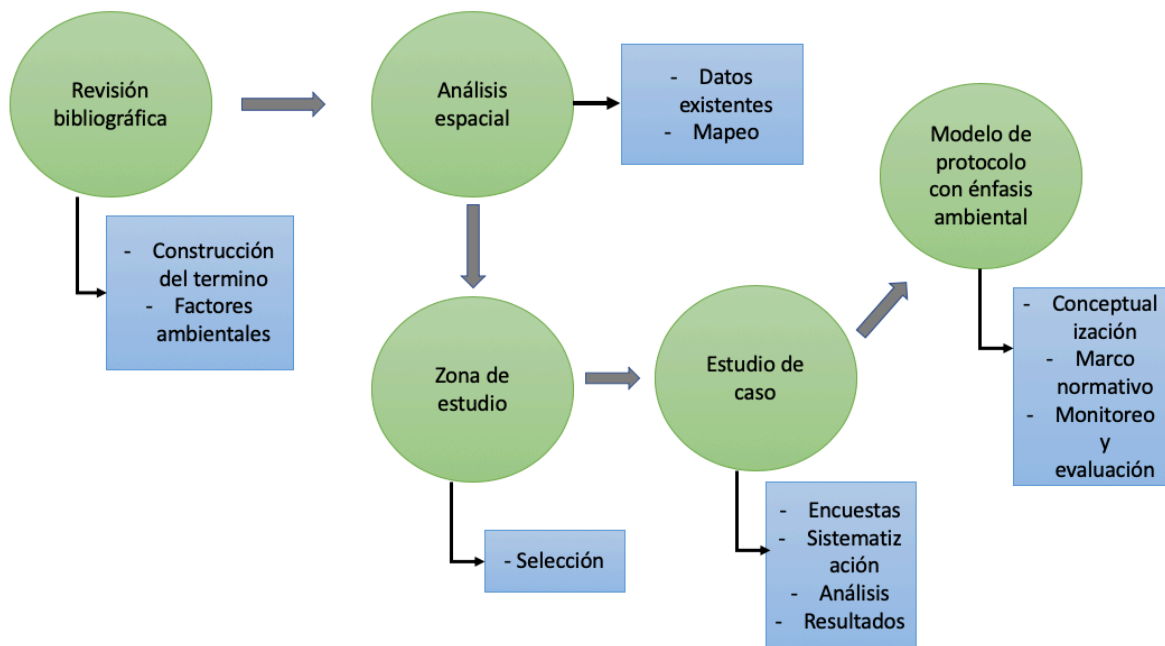 Revisión
bibliográfica
- Construcción
del termino
- Factores
ambientales
Análisis
espacial
- Datos
existentes
- Mapeo
Zona de
estudio
- Selección
Estudio de
caso
- Encuestas
- Sistematiz
ación
- Análisis
- Resultados
Modelo de
protocolo
con énfasis
ambiental
- Conceptual
ización
- Marco
normativo
- Monitoreo
y
evaluación